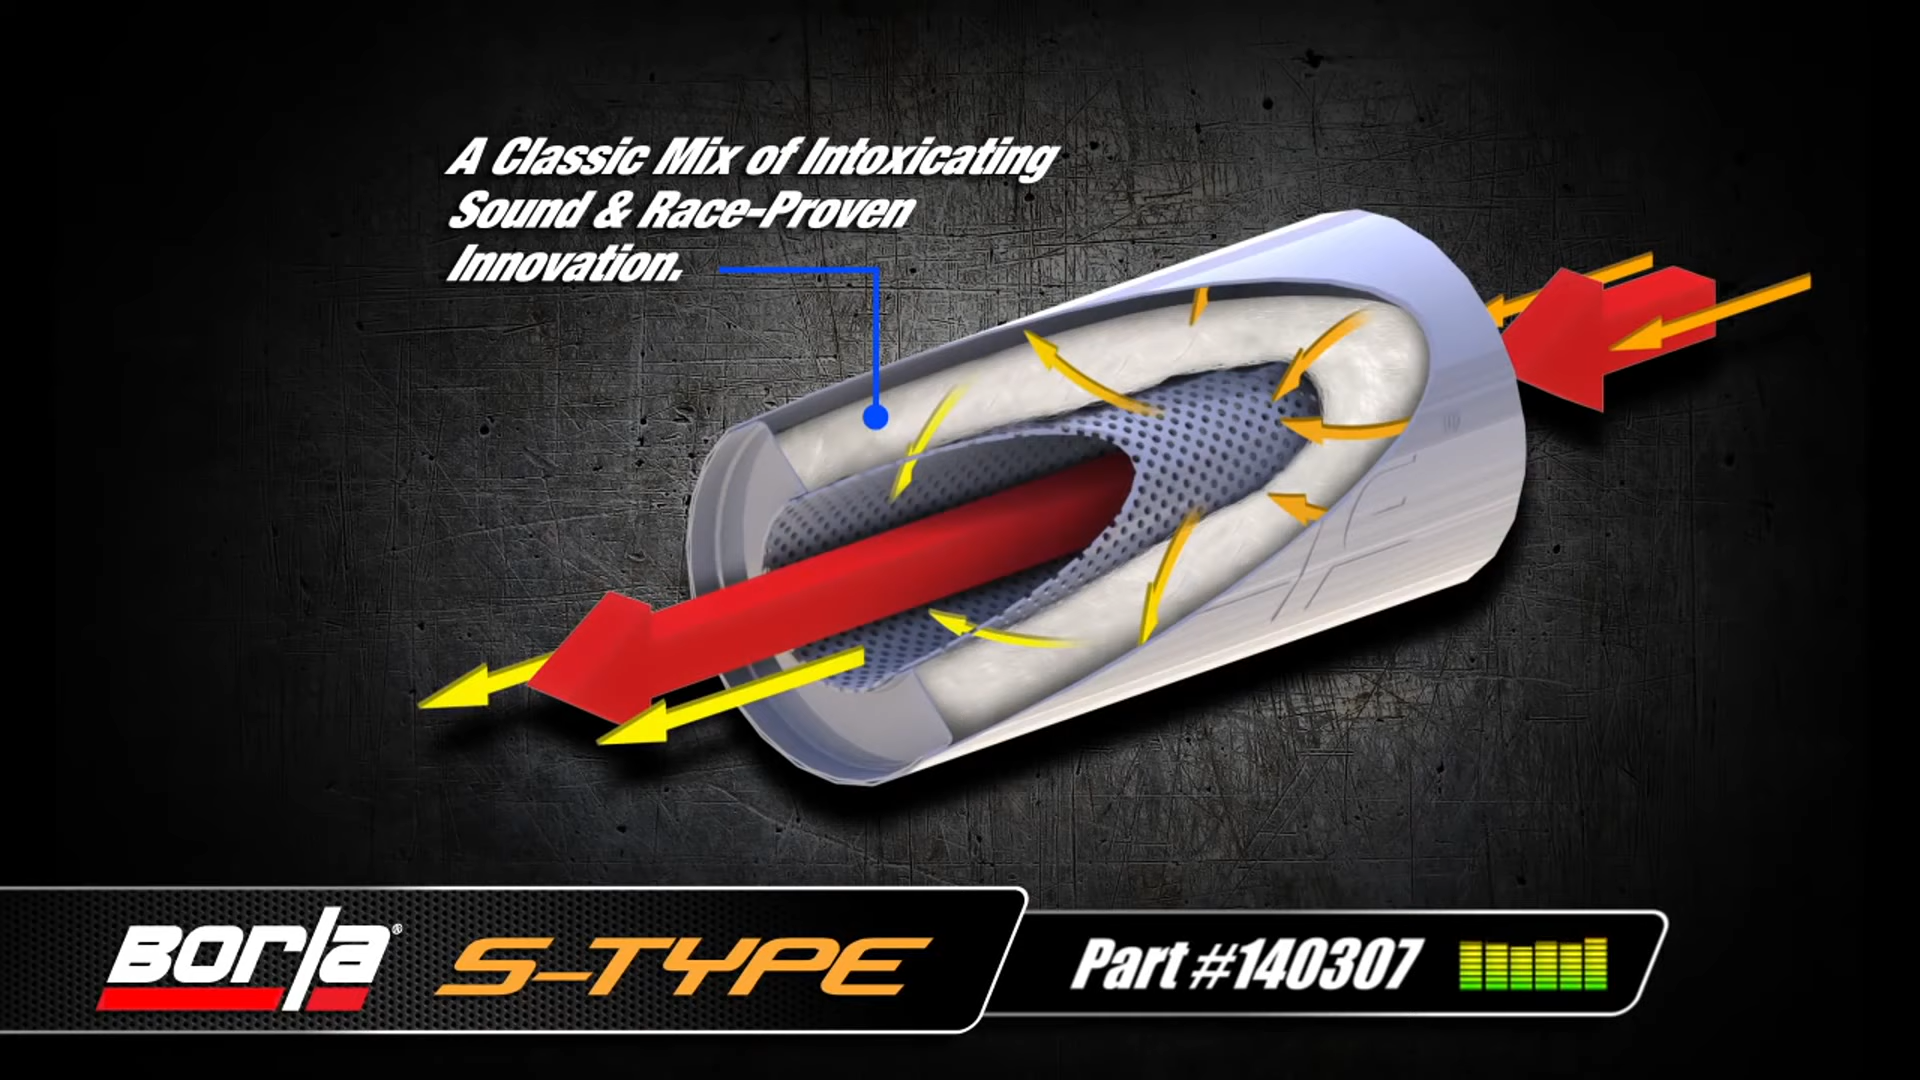 A Classic Mix of Intoxicating
Sound & Race-Proven
Innovation.
BORLA®
S-TYPE
Part #140307